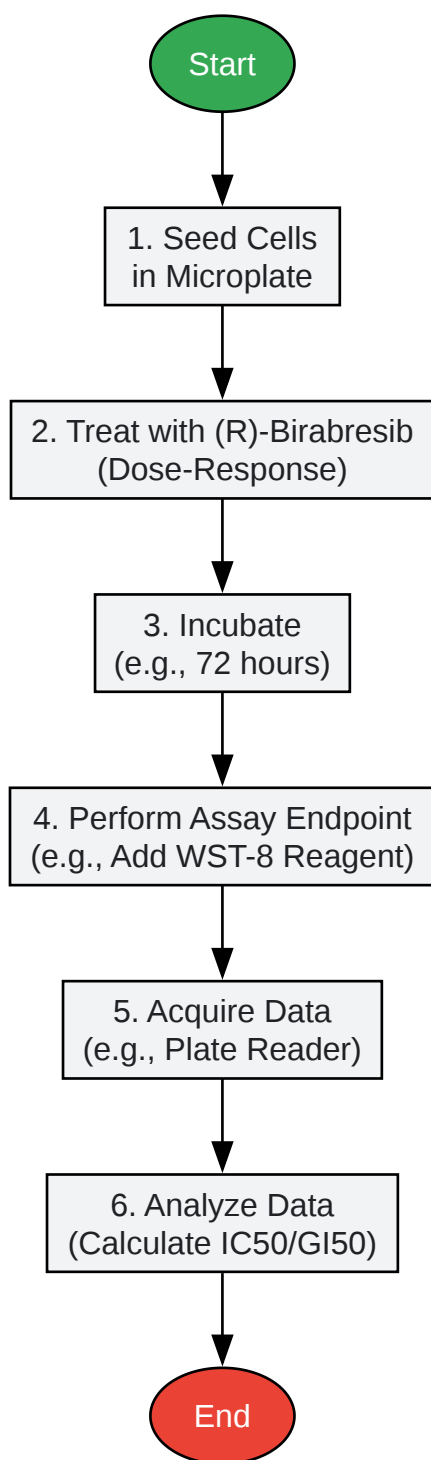 Start
1. Seed Cells
in Microplate
2. Treat with (R)-Birabresib
(Dose-Response)
3. Incubate
(e.g., 72 hours)
4. Perform Assay Endpoint
(e.g., Add WST-8 Reagent)
5. Acquire Data
(e.g., Plate Reader)
6. Analyze Data
(Calculate IC50/GI50)
End